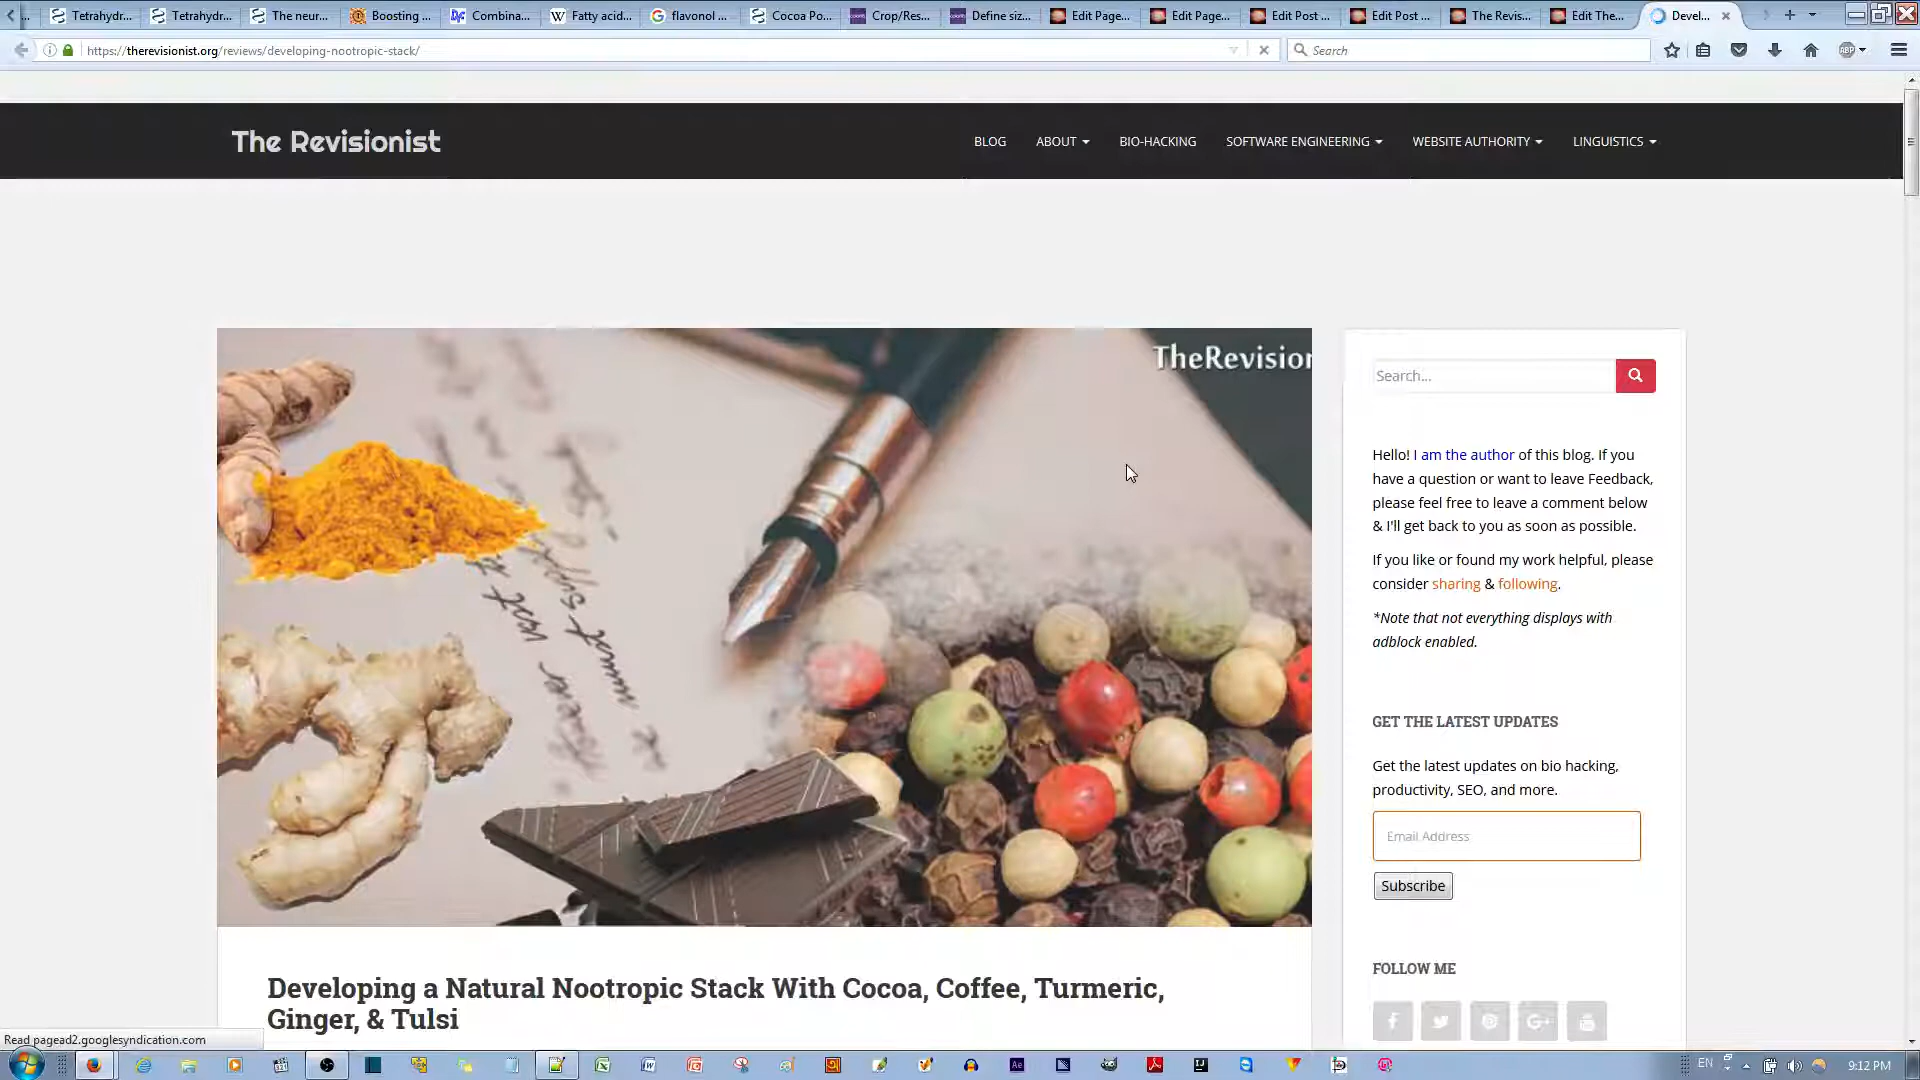 Tetrahydr...
Tetrahydr...
The neur...
Boosting ...
Combina...
Fatty acid...
flavonol ...
Cocoa Po...
Crop/Res...
Define siz...
Edit Page...
Edit Page...
Edit Post ...
Edit Post ...
The Revis...
Edit The...
Devel...
https://therevisionist.org/reviews/developing-nootropic-stack/
Search
ABP
The Revisionist
BLOG
ABOUT
BIO-HACKING
SOFTWARE ENGINEERING
WEBSITE AUTHORITY
LINGUISTICS
TheRevision
Search...
Hello! I am the author of this blog. If you
have a question or want to leave Feedback,
please feel free to leave a comment below
& I'll get back to you as soon as possible.
If you like or found my work helpful, please
consider sharing & following.
*Note that not everything displays with
adblock enabled.
GET THE LATEST UPDATES
Get the latest updates on bio hacking,
productivity, SEO, and more.
Email Address
Subscribe
FOLLOW ME
Developing a Natural Nootropic Stack With Cocoa, Coffee, Turmeric,
Ginger, & Tulsi
Read pagead2.googlesyndication.com
EN
9:12 PM